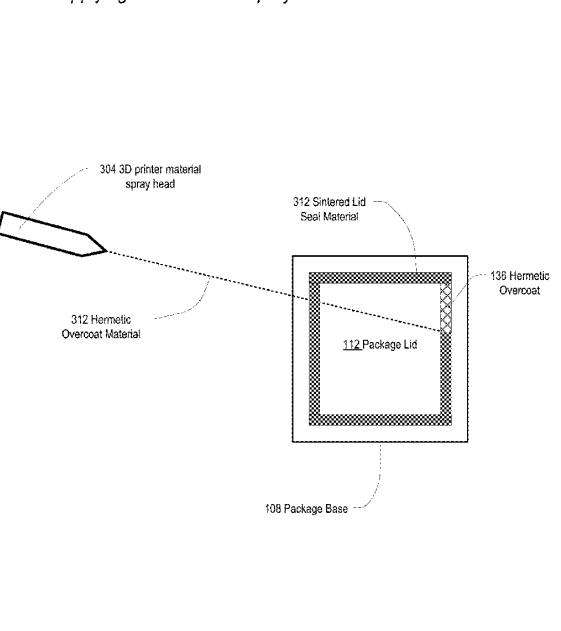 304 3D printer material
spray head
312 Sintered Lid
Seal Material
136 Hermetic
Overcoat
312 Hermetic
Overcoat Material
112 Package Lid
108 Package Base